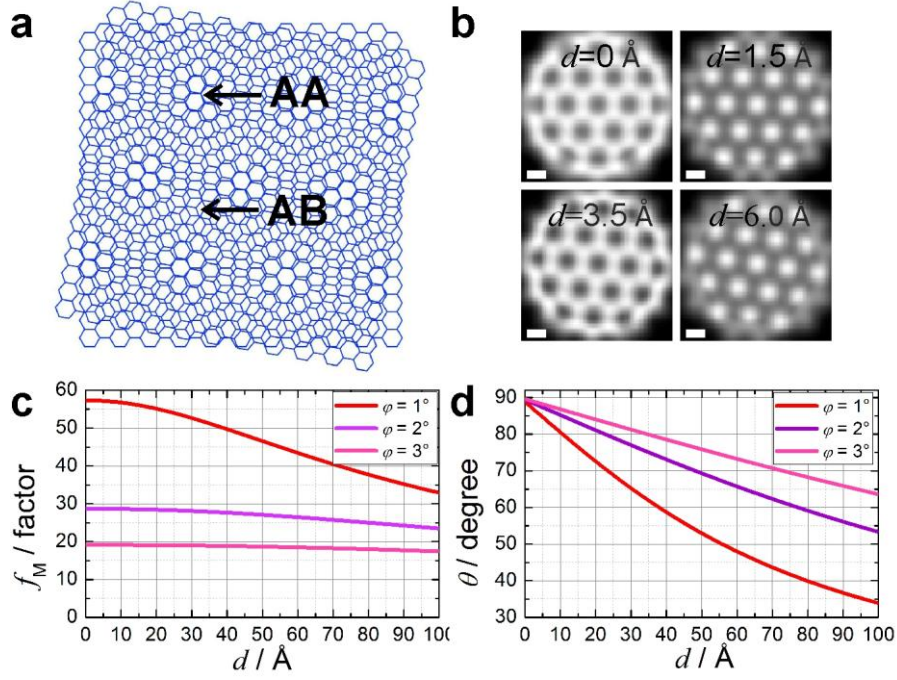 a
AA
AB
b
d=0 Å
d=1.5 Å
d=3.5 Å
d=6.0 Å
c
60
50
40
30
20
10
0
f_M / factor
φ = 1°
φ = 2°
φ = 3°
0 10 20 30 40 50 60 70 80 90 100
d / Å
d
90
80
70
60
50
40
30
θ / degree
φ = 1°
φ = 2°
φ = 3°
0 10 20 30 40 50 60 70 80 90 100
d / Å